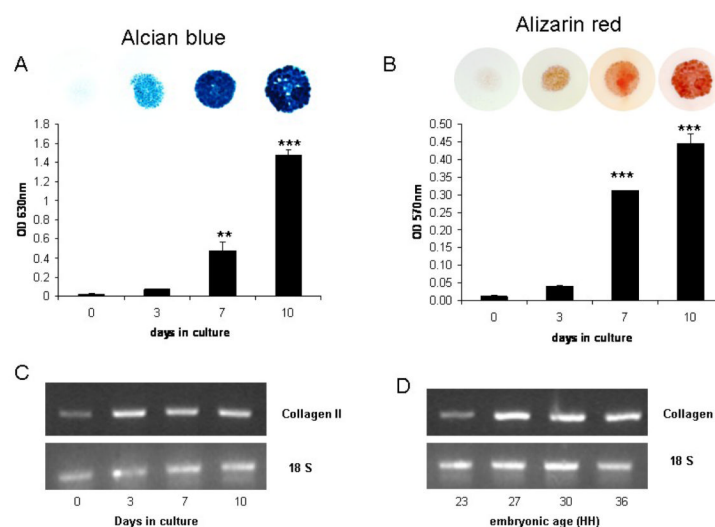 Alcian blue
A
1.8
1.6
1.4
1.2
1
0.8
0.6
0.4
0.2
0
OD 630nm
**
***
0 3 7 10
days in culture
Alizarin red
B
0.50
0.45
0.40
0.35
0.30
0.25
0.20
0.15
0.10
0.05
0.00
OD 570nm
***
***
0 3 7 10
days in culture
C
Collagen II
18 S
0 3 7 10
Days in culture
D
Collagen
18 S
23 27 30 36
embryonic age (HH)